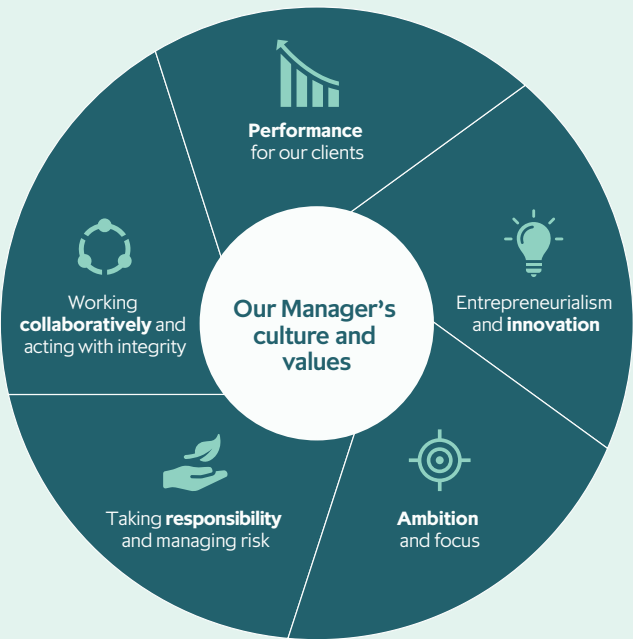 Performance
for our clients
Entrepreneurialism
and innovation
Ambition
and focus
Taking responsibility
and managing risk
Working
collaboratively and
acting with integrity
Our Manager’s
culture and
values